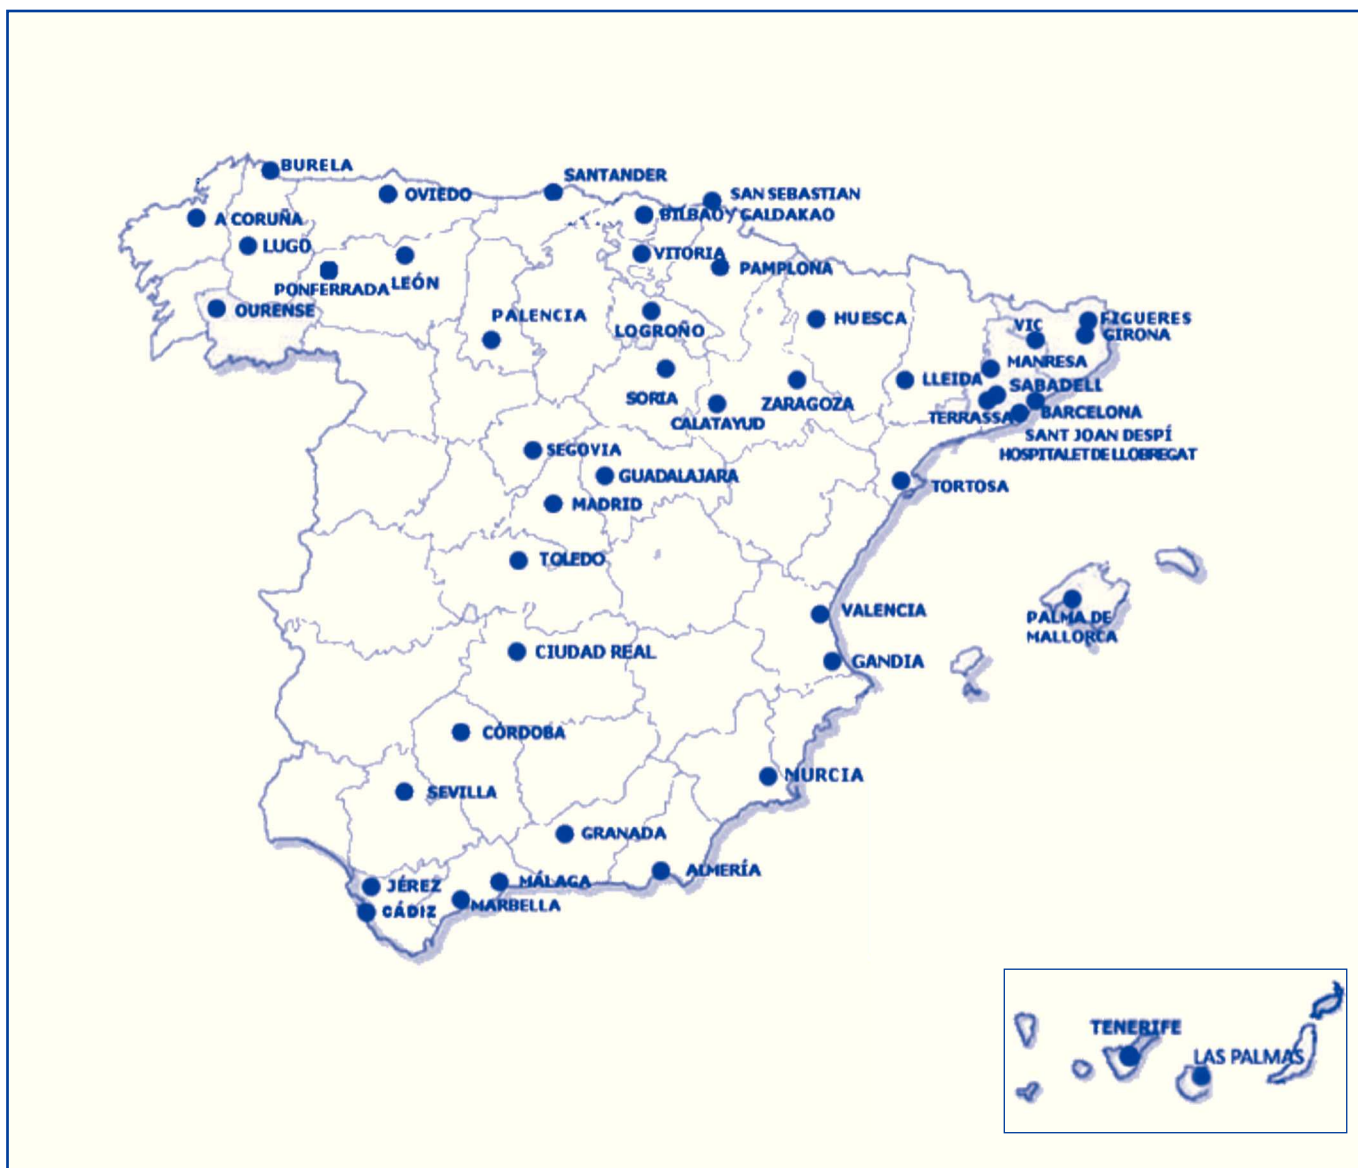 BURELA
SANTANDER
OVIEDO
SAN SEBASTIAN
A CORUÑA
BILBAO / GALDAKAO
LUGO
VITORIA
PAMPLONA
PONFERRADA
LEÓN
OURENSE
PALENCIA
LOGROÑO
HUESCA
VIC
FIGUERES
GIRONA
MANRESA
LLEIDA
SABADELL
SORIA
ZARAGOZA
CALATAYUD
TERRASSA
BARCELONA
SANT JOAN DESPÍ
HOSPITALET DE LLOBREGAT
SEGOVIA
GUADALAJARA
TORTOSA
MADRID
TOLEDO
VALENCIA
PALMA DE
MALLORCA
CIUDAD REAL
GANDIA
CÓRDOBA
MURCIA
SEVILLA
GRANADA
ALMERÍA
JÉREZ
MÁLAGA
CÁDIZ
MARBELLA
TENERIFE
LAS PALMAS